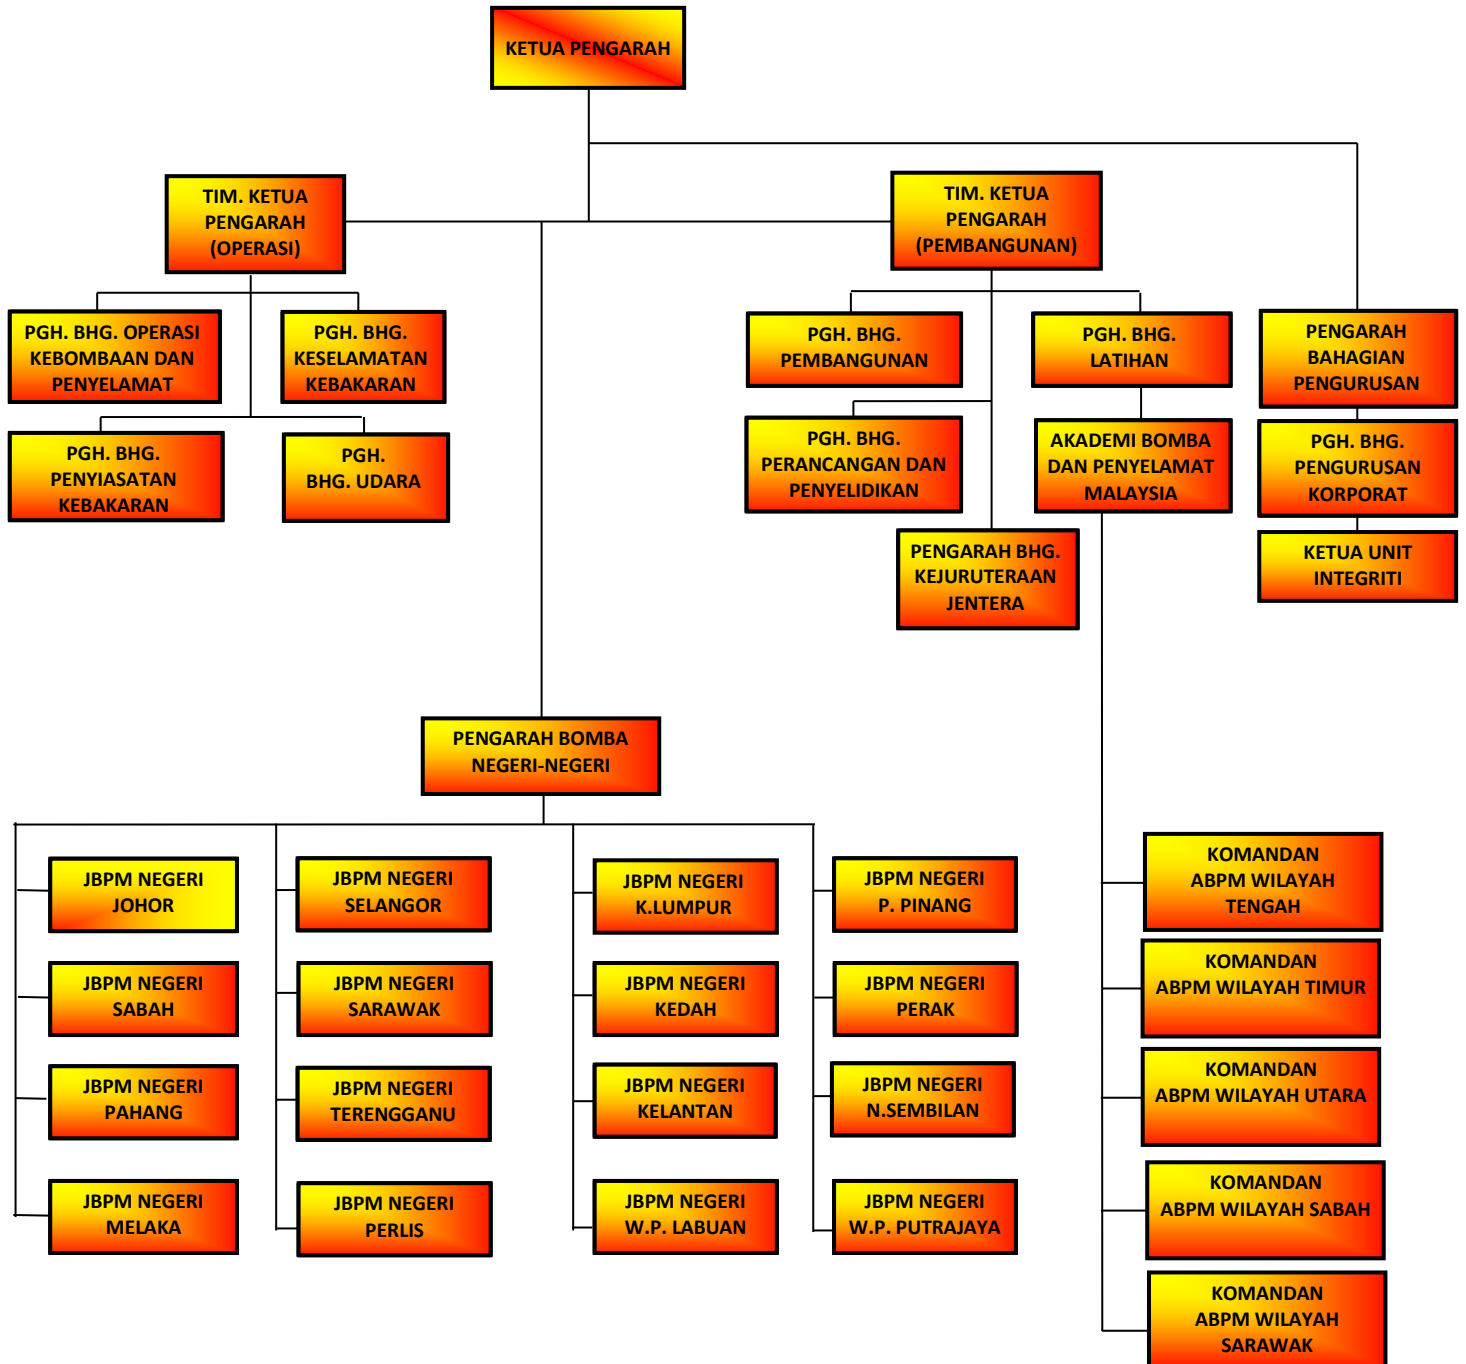 KETUA PENGARAH
TIM. KETUA
PENGARAH
(OPERASI)
TIM. KETUA
PENGARAH
(PEMBANGUNAN)
PGH. BHG. OPERASI
KEBOMBAAN DAN
PENYELAMAT
PGH. BHG.
KESELAMATAN
KEBAKARAN
PGH. BHG.
PEMBANGUNAN
PGH. BHG.
LATIHAN
PENGARAH
BAHAGIAN
PENGURUSAN
PGH. BHG.
PENYIASATAN
KEBAKARAN
PGH.
BHG. UDARA
PGH. BHG.
PERANCANGAN DAN
PENYELIDIKAN
AKADEMI BOMBA
DAN PENYELAMAT
MALAYSIA
PGH. BHG.
PENGURUSAN
KORPORAT
PENGARAH BHG.
KEJURUTERAAN
JENTERA
KETUA UNIT
INTEGRITI
PENGARAH BOMBA
NEGERI-NEGERI
JBPM NEGERI
JOHOR
JBPM NEGERI
SELANGOR
JBPM NEGERI
K.LUMPUR
JBPM NEGERI
P. PINANG
KOMANDAN
ABPM WILAYAH
TENGAH
JBPM NEGERI
SABAH
JBPM NEGERI
SARAWAK
JBPM NEGERI
KEDAH
JBPM NEGERI
PERAK
KOMANDAN
ABPM WILAYAH TIMUR
JBPM NEGERI
PAHANG
JBPM NEGERI
TERENGGANU
JBPM NEGERI
KELANTAN
JBPM NEGERI
N.SEMBILAN
KOMANDAN
ABPM WILAYAH UTARA
JBPM NEGERI
MELAKA
JBPM NEGERI
PERLIS
JBPM NEGERI
W.P. LABUAN
JBPM NEGERI
W.P. PUTRAJAYA
KOMANDAN
ABPM WILAYAH SABAH
KOMANDAN
ABPM WILAYAH
SARAWAK